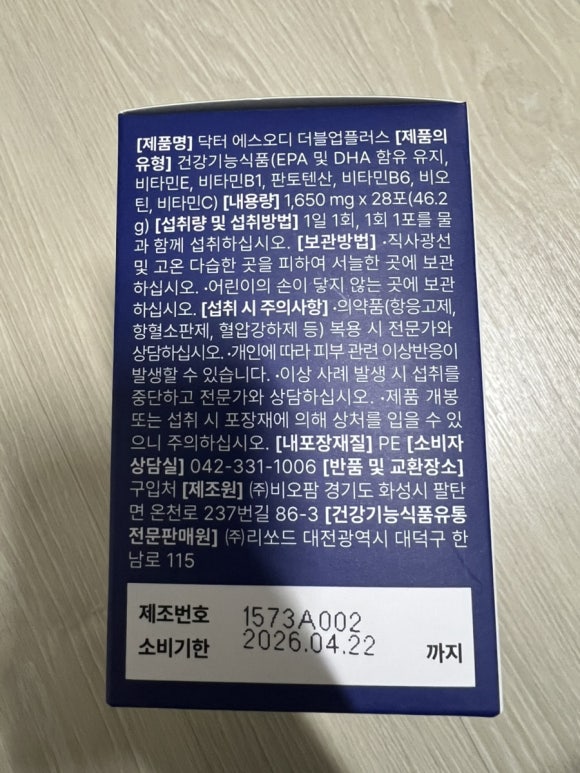 [제품명] 닥터 에스오디 더블업플러스 [제품의
유형] 건강기능식품(EPA 및 DHA 함유 유지,
비타민E, 비타민B1, 판토텐산, 비타민B6, 비오
틴, 비타민C) [내용량] 1,650 mg x 28포(46.2
g) [섭취량 및 섭취방법] 1일 1회, 1회 1포를 물
과 함께 섭취하십시오. [보관방법] •직사광선
및 고온 다습한 곳을 피하여 서늘한 곳에 보관
하십시오. •어린이의 손이 닿지 않는 곳에 보관
하십시오. [섭취 시 주의사항] •의약품(항응고제,
항혈소판제, 혈압강하제 등) 복용 시 전문가와
상담하십시오. •개인에 따라 피부 관련 이상반응이
발생할 수 있습니다. •이상 사례 발생 시 섭취를
중단하고 전문가와 상담하십시오. •제품 개봉
또는 섭취 시 포장재에 의해 상처를 입을 수 있
으니 주의하십시오. [내포장재질] PE [소비자
상담실] 042-331-1006 [반품 및 교환장소]
구입처 [제조원] ㈜비오팜 경기도 화성시 팔탄
면 온천로 237번길 86-3 [건강기능식품유통
전문판매원] ㈜리쏘드 대전광역시 대덕구 한
남로 115
제조번호 1573A002
소비기한 2026.04.22 까지